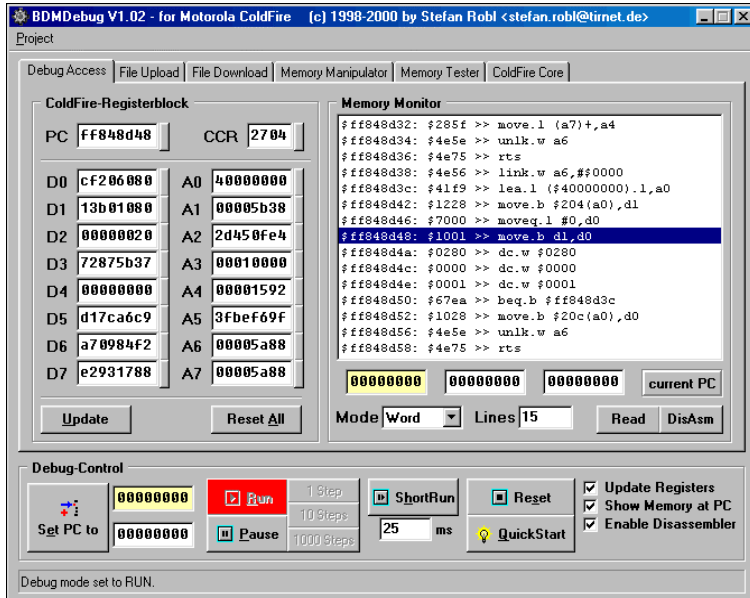 BDMDebug V1.02 - for Motorola ColdFire (c) 1998-2000 by Stefan Robl <stefan.robl@tirnet.de>
Project
Debug Access File Upload File Download Memory Manipulator Memory Tester ColdFire Core
ColdFire-Registerblock
PC ff848d48 CCR 2704
D0 cf206080 A0 40000000
D1 13b01080 A1 00005b38
D2 00000020 A2 2d450fe4
D3 72875b37 A3 00010000
D4 00000000 A4 00001592
D5 d17ca6c9 A5 3fbef69f
D6 a70984f2 A6 00005a88
D7 e2931788 A7 00005a88
Update Reset All
Memory Monitor
$ff848d32: $285f >> move.l (a7)+,a4
$ff848d34: $4e5e >> unlk.w a6
$ff848d36: $4e75 >> rts
$ff848d38: $4e56 >> link.w a6,#$0000
$ff848d3c: $41f9 >> lea.l ($40000000).l,a0
$ff848d42: $1228 >> move.b $204(a0),d1
$ff848d46: $7000 >> moveq.l #0,d0
$ff848d48: $1001 >> move.b d1,d0
$ff848d4a: $0280 >> dc.w $0280
$ff848d4c: $0000 >> dc.w $0000
$ff848d4e: $0001 >> dc.w $0001
$ff848d50: $67ea >> beq.b $ff848d3c
$ff848d52: $1028 >> move.b $20c(a0),d0
$ff848d56: $4e5e >> unlk.w a6
$ff848d58: $4e75 >> rts
00000000 00000000 00000000 current PC
Mode Word Lines 15 Read DisAsm
Debug-Control
Set PC to
00000000
00000000
Run
Pause
1 Step
10 Steps
1000 Steps
ShortRun
25 ms
Reset
QuickStart
Update Registers
Show Memory at PC
Enable Disassembler
Debug mode set to RUN.